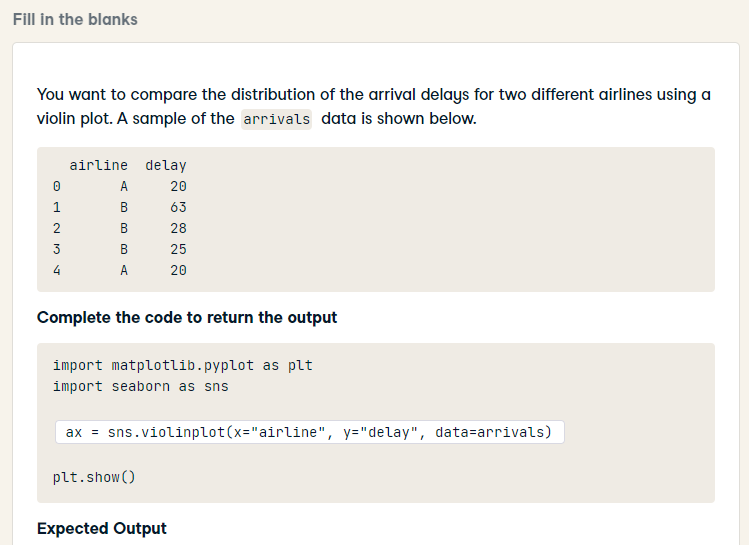 Fill in the blanks
You want to compare the distribution of the arrival delays for two different airlines using a
violin plot. A sample of the arrivals data is shown below.
  airline  delay
0       A     20
1       B     63
2       B     28
3       B     25
4       A     20
Complete the code to return the output
import matplotlib.pyplot as plt
import seaborn as sns
ax = sns.violinplot(x="airline", y="delay", data=arrivals)
plt.show()
Expected Output